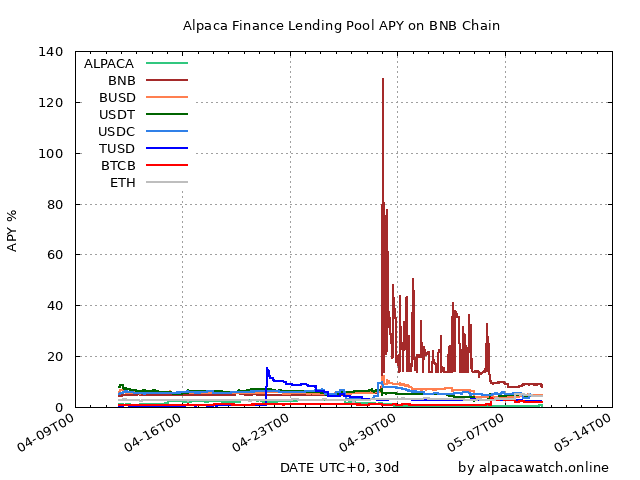 Alpaca Finance Lending Pool APY on BNB Chain
140
120
100
80
60
40
20
0
APY %
ALPACA
BNB
BUSD
USDT
USDC
TUSD
BTCB
ETH
04-09T00
04-16T00
04-23T00
04-30T00
05-07T00
05-14T00
DATE UTC+0, 30d
by alpacawatch.online